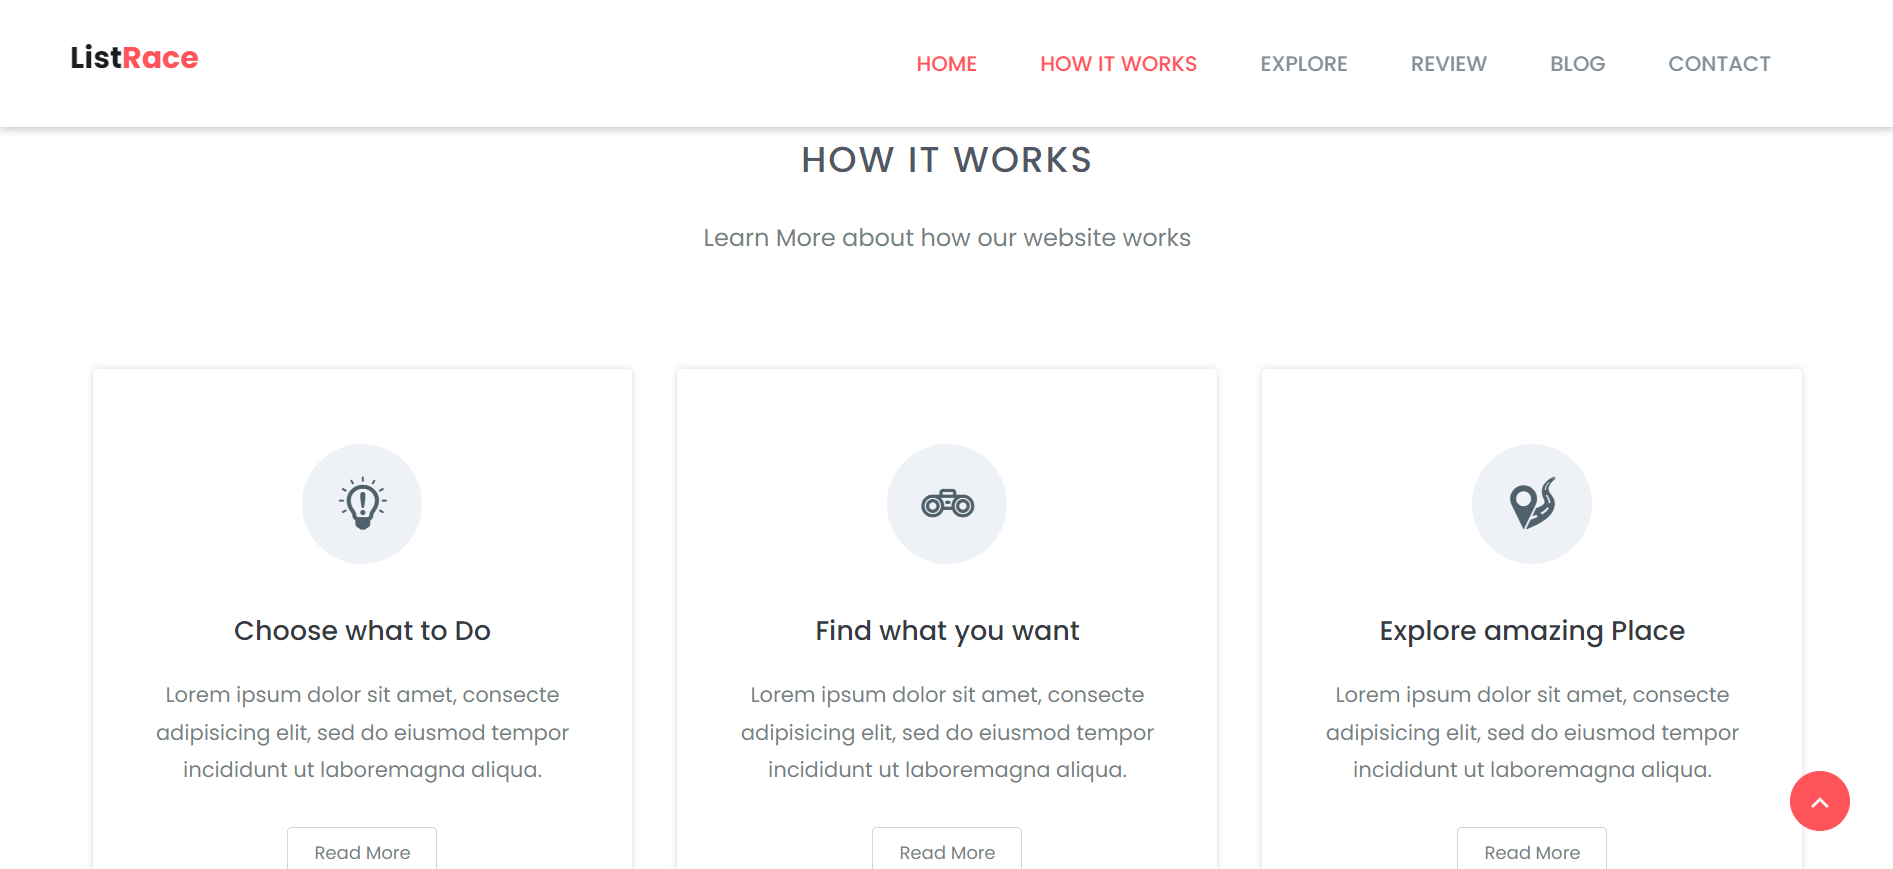 ListRace
HOME HOW IT WORKS EXPLORE REVIEW BLOG CONTACT
HOW IT WORKS
Learn More about how our website works
Choose what to Do
Lorem ipsum dolor sit amet, consecte
adipisicing elit, sed do eiusmod tempor
incididunt ut laboremagna aliqua.
Read More
Find what you want
Lorem ipsum dolor sit amet, consecte
adipisicing elit, sed do eiusmod tempor
incididunt ut laboremagna aliqua.
Read More
Explore amazing Place
Lorem ipsum dolor sit amet, consecte
adipisicing elit, sed do eiusmod tempor
incididunt ut laboremagna aliqua.
Read More